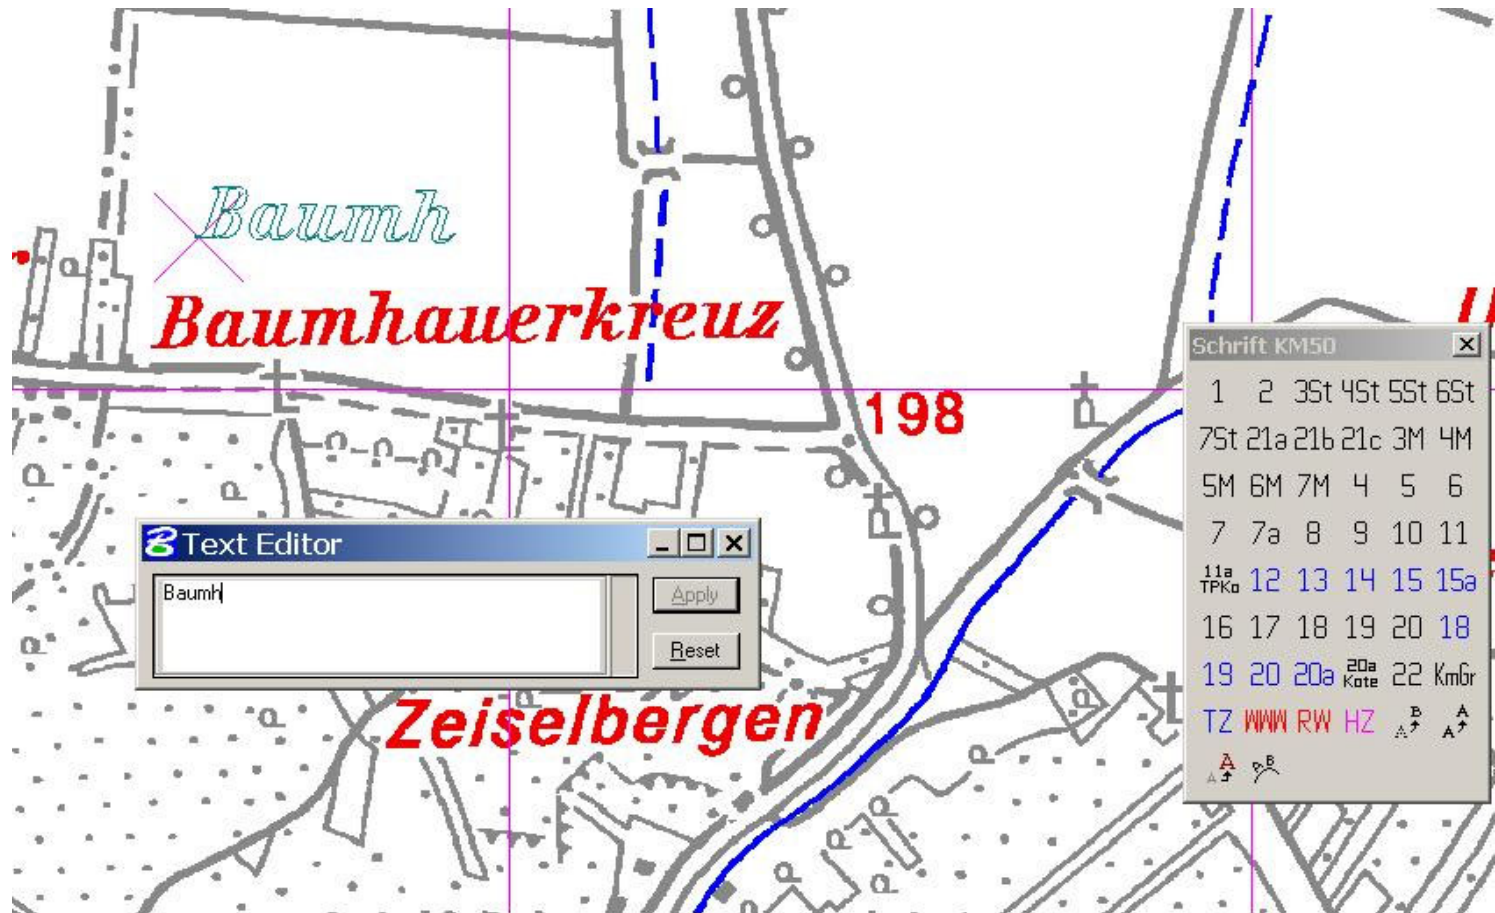 Baumh
Baumhauerkreuz
198
Zeiselbergen
Text Editor
Baumh
Apply
Reset
Schrift KM50
1 2 3St 4St 5St 6St
7St 21a 21b 21c 3M 4M
5M 6M 7M 4 5 6
7 7a 8 9 10 11
11a TPKo 12 13 14 15 15a
16 17 18 19 20 18
19 20 20a 20a Kote 22 KmGr
TZ WWW RW HZ A B A A
A A B